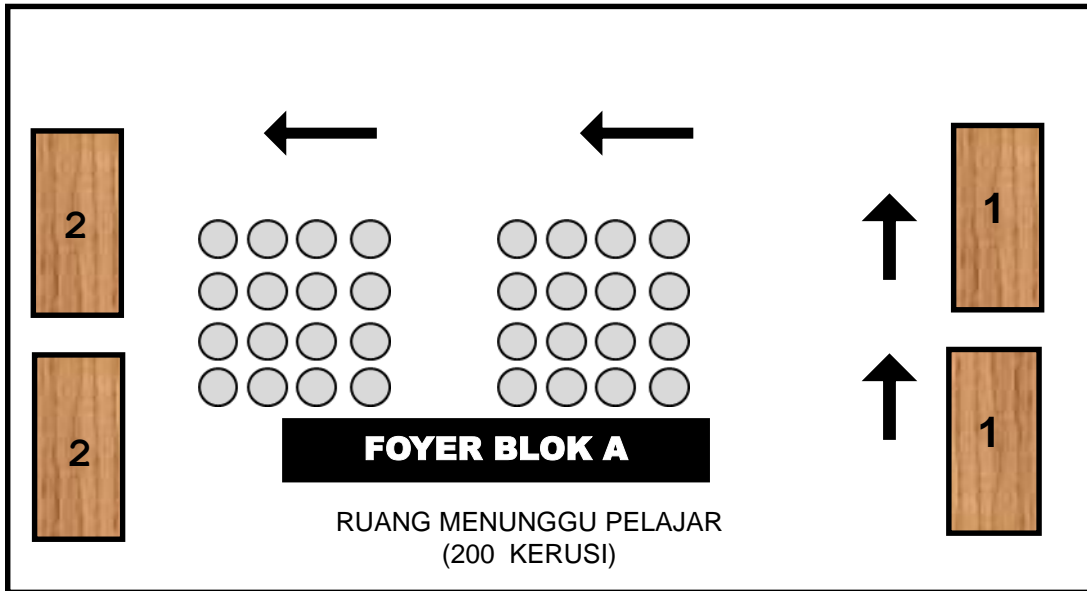 2
1
2
1
FOYER BLOK A
RUANG MENUNGGU PELAJAR
(200 KERUSI)